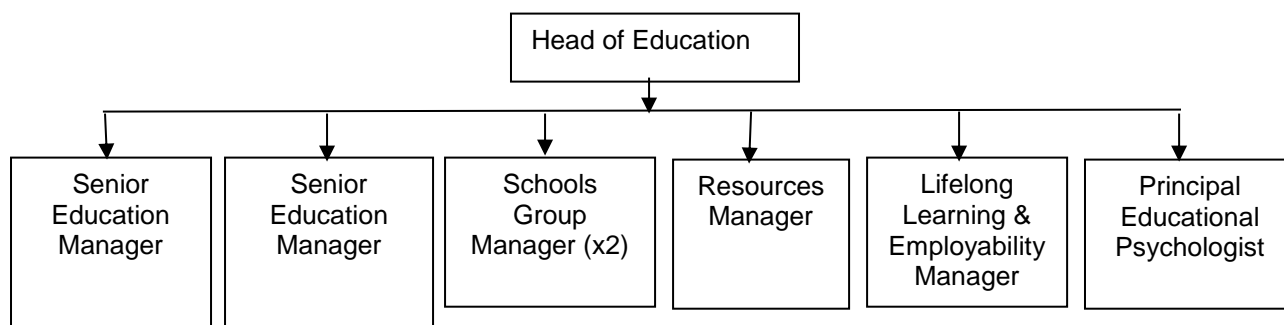 Head of Education
Senior
Education
Manager
Senior
Education
Manager
Schools
Group
Manager (x2)
Resources
Manager
Lifelong
Learning &
Employability
Manager
Principal
Educational
Psychologist